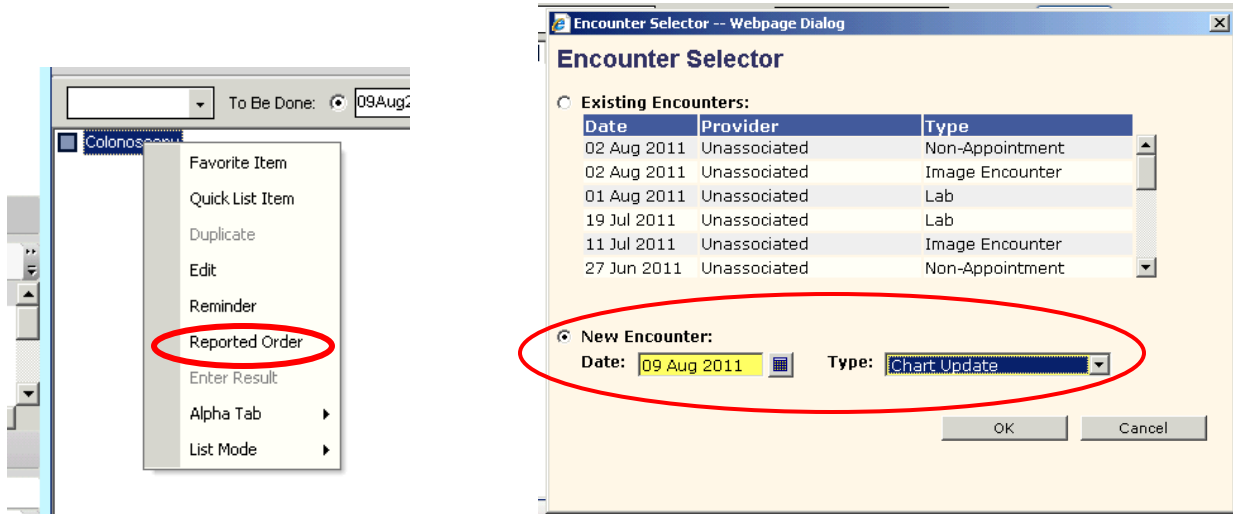 To Be Done: 09Aug2
Colonoscopy
Favorite Item
Quick List Item
Duplicate
Edit
Reminder
Reported Order
Enter Result
Alpha Tab
List Mode
Encounter Selector -- Webpage Dialog
Encounter Selector
Existing Encounters:
Date Provider Type
02 Aug 2011 Unassociated Non-Appointment
02 Aug 2011 Unassociated Image Encounter
01 Aug 2011 Unassociated Lab
19 Jul 2011 Unassociated Lab
11 Jul 2011 Unassociated Image Encounter
27 Jun 2011 Unassociated Non-Appointment
New Encounter:
Date: 09 Aug 2011 Type: Chart Update
OK Cancel